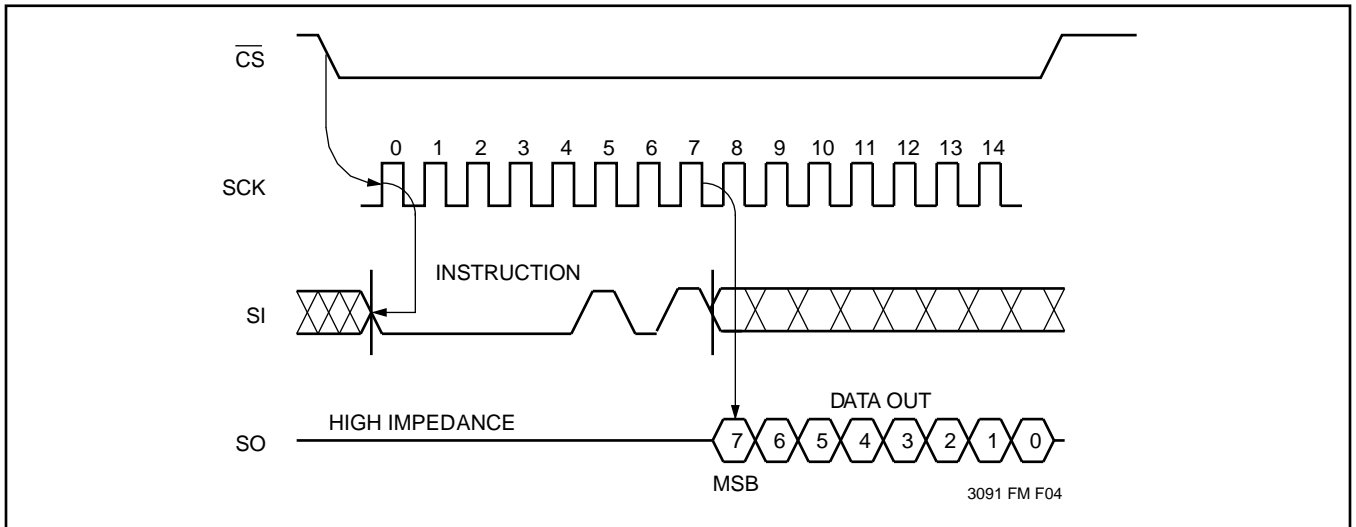 C̅S̅
0 1 2 3 4 5 6 7 8 9 10 11 12 13 14
SCK
INSTRUCTION
SI
DATA OUT
HIGH IMPEDANCE
SO
7 6 5 4 3 2 1 0
MSB
3091 FM F04